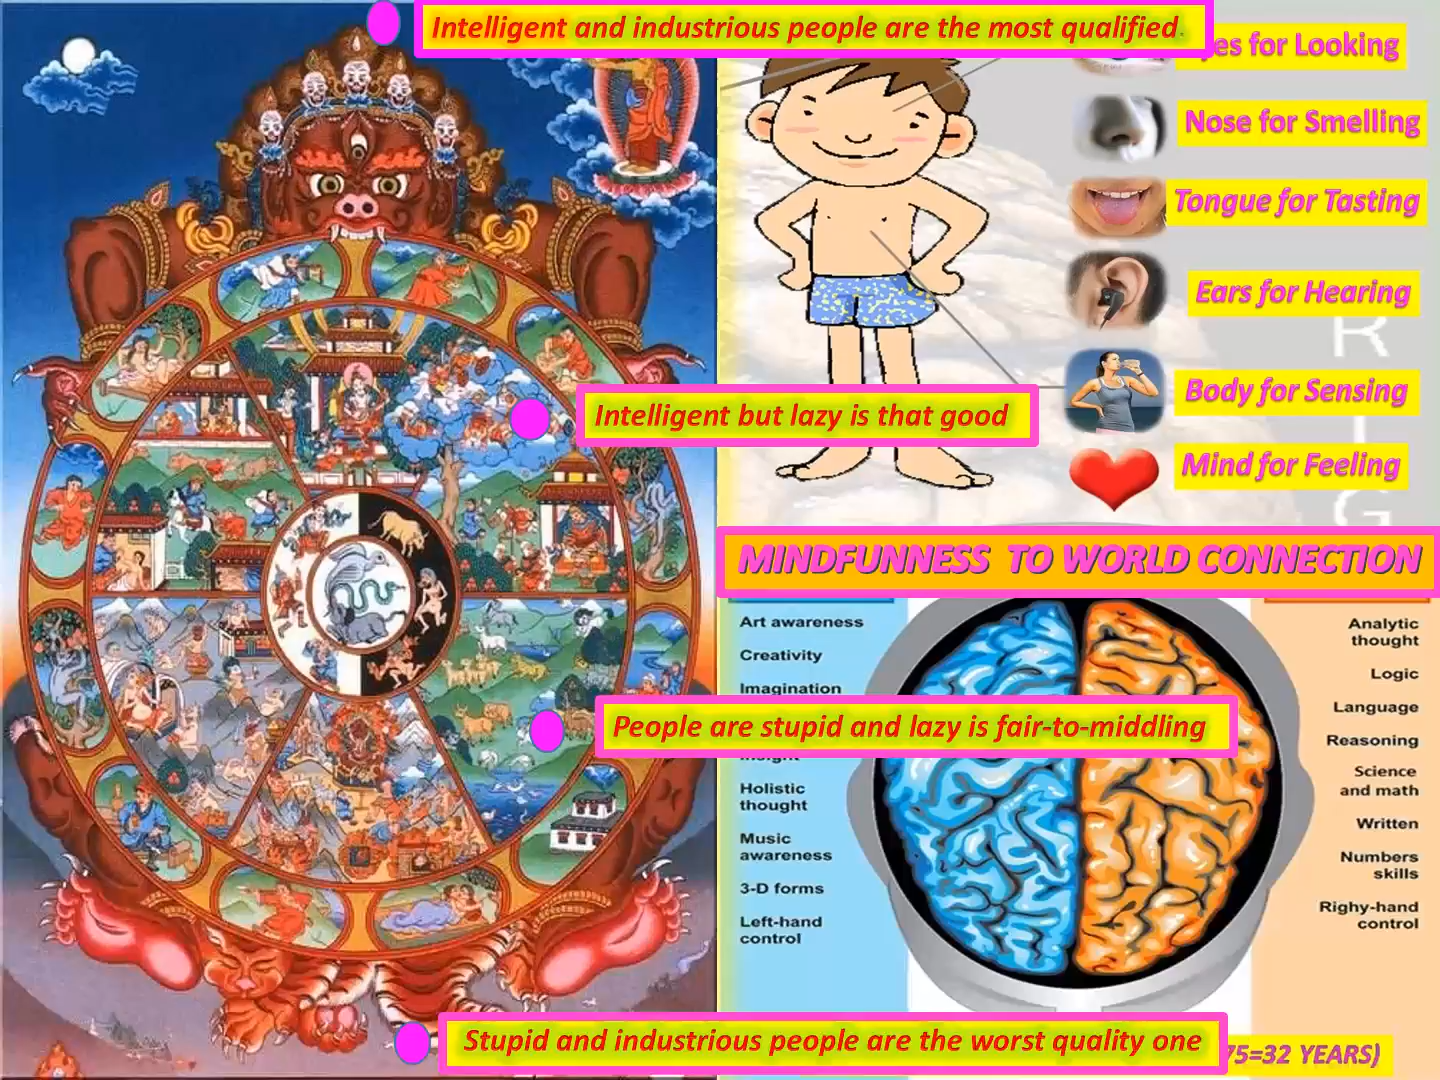 Intelligent and industrious people are the most qualified.
es for Looking
Nose for Smelling
Tongue for Tasting
Ears for Hearing
R
Intelligent but lazy is that good
Body for Sensing
Mind for Feeling
G
MINDFUNNESS TO WORLD CONNECTION
Art awareness
Creativity
Imagination
People are stupid and lazy is fair-to-middling
Holistic
thought
Music
awareness
3-D forms
Left-hand
control
Analytic
thought
Logic
Language
Reasoning
Science
and math
Written
Numbers
skills
Righy-hand
control
Stupid and industrious people are the worst quality one
75=32 YEARS)